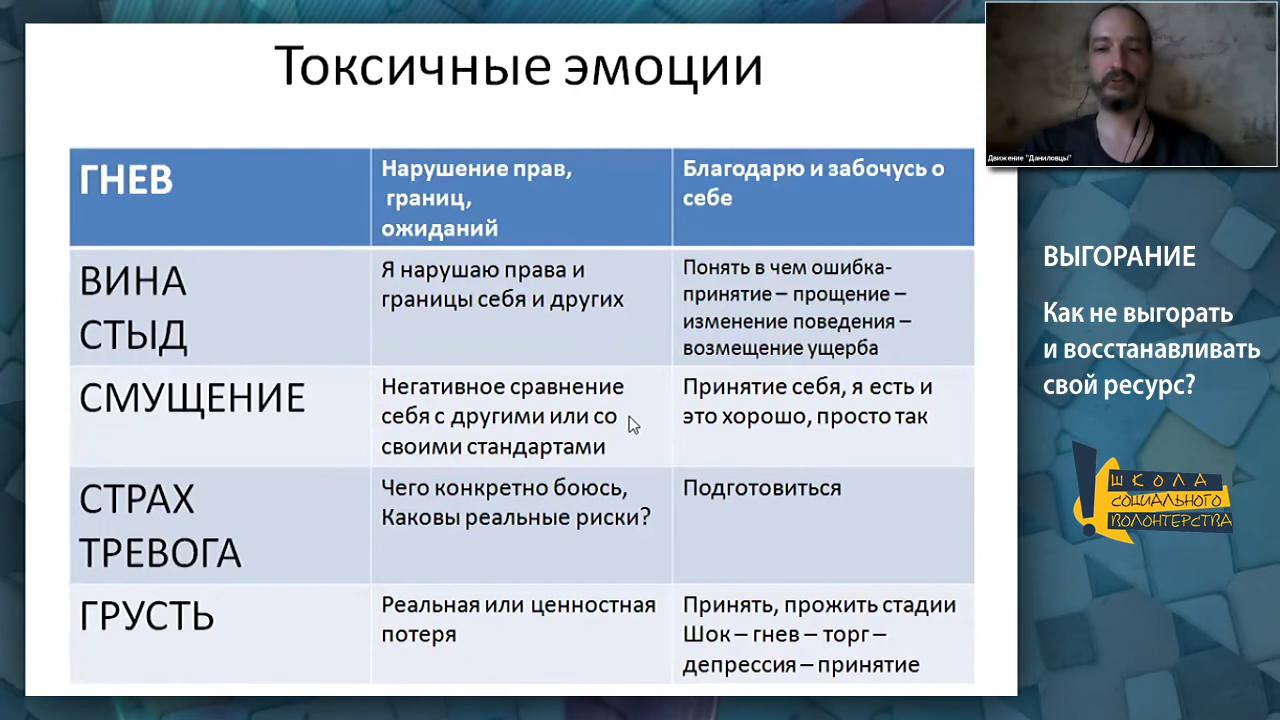 Токсичные эмоции
ГНЕВ
Нарушение прав,
границ,
ожиданий
Благодарю и забочусь о
себе
ВИНА
СТЫД
Я нарушаю права и
границы себя и других
Понять в чем ошибка-
принятие – прощение –
изменение поведения –
возмещение ущерба
СМУЩЕНИЕ
Негативное сравнение
себя с другими или со
своими стандартами
Принятие себя, я есть и
это хорошо, просто так
СТРАХ
ТРЕВОГА
Чего конкретно боюсь,
Каковы реальные риски?
Подготовиться
ГРУСТЬ
Реальная или ценностная
потеря
Принять, прожить стадии
Шок – гнев – торг –
депрессия – принятие
Движение "Даниловцы"
ВЫГОРАНИЕ
Как не выгорать
и восстанавливать
свой ресурс?
ШКОЛА
СОЦИАЛЬНОГО
ВОЛОНТЕРСТВА